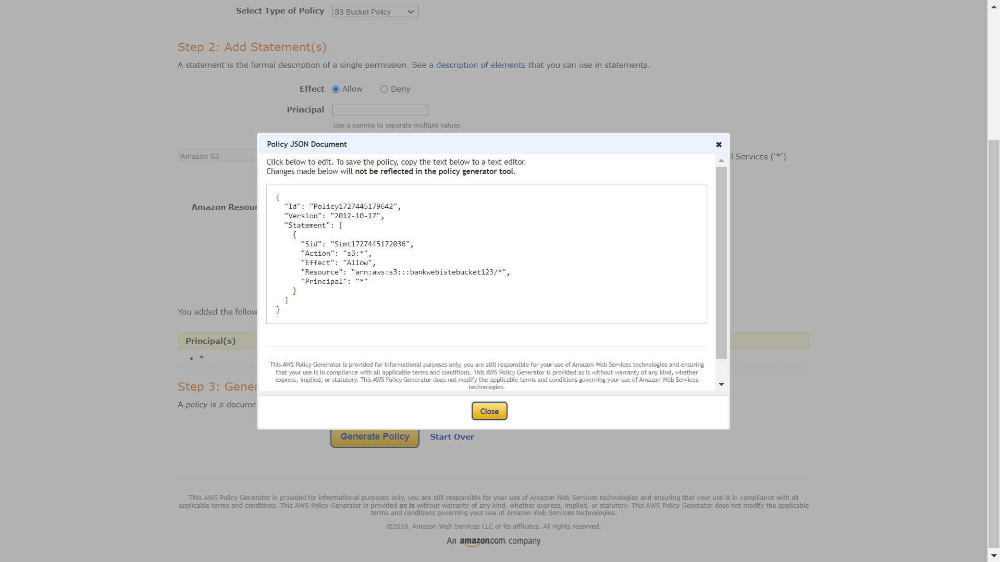 Select Type of Policy S3 Bucket Policy
Step 2: Add Statement(s)
A statement is the formal description of a single permission. See a description of elements that you can use in statements.
Effect Allow Deny
Principal
Use a comma to separate multiple values.
Amazon S3
l Services ('*')
Amazon Resour
You added the follow
Principal(s)
*
Step 3: Gener
A policy is a docume
Policy JSON Document
Click below to edit. To save the policy, copy the text below to a text editor.
Changes made below will not be reflected in the policy generator tool.
{
"Id": "Policy1727445179642",
"Version": "2012-10-17",
"Statement": [
{
"Sid": "Stmt1727445172036",
"Action": "s3:*",
"Effect": "Allow",
"Resource": "arn:aws:s3:::bankwebistebucket123/*",
"Principal": "*"
}
]
}
This AWS Policy Generator is provided for informational purposes only, you are still responsible for your use of Amazon Web Services technologies and ensuring
that your use is in compliance with all applicable terms and conditions. This AWS Policy Generator is provided as is without warranty of any kind, whether
express, implied, or statutory. This AWS Policy Generator does not modify the applicable terms and conditions governing your use of Amazon Web Services
technologies.
Close
Generate Policy Start Over
This AWS Policy Generator is provided for informational purposes only, you are still responsible for your use of Amazon Web Services technologies and ensuring that your use is in compliance with all
applicable terms and conditions. This AWS Policy Generator is provided as is without warranty of any kind, whether express, implied, or statutory. This AWS Policy Generator does not modify the applicable
terms and conditions governing your use of Amazon Web Services technologies.
©2010, Amazon Web Services LLC or its affiliates. All rights reserved.
An amazon.com company